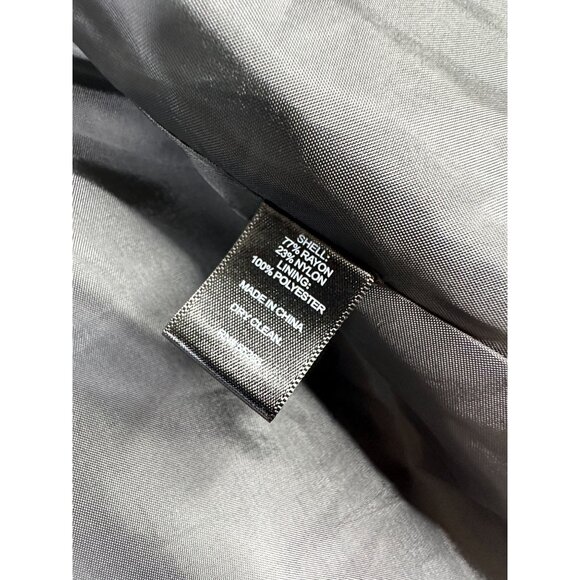 SHELL:
77% RAYON
23% NYLON
LINING:
100% POLYESTER
MADE IN CHINA
DRY CLEAN